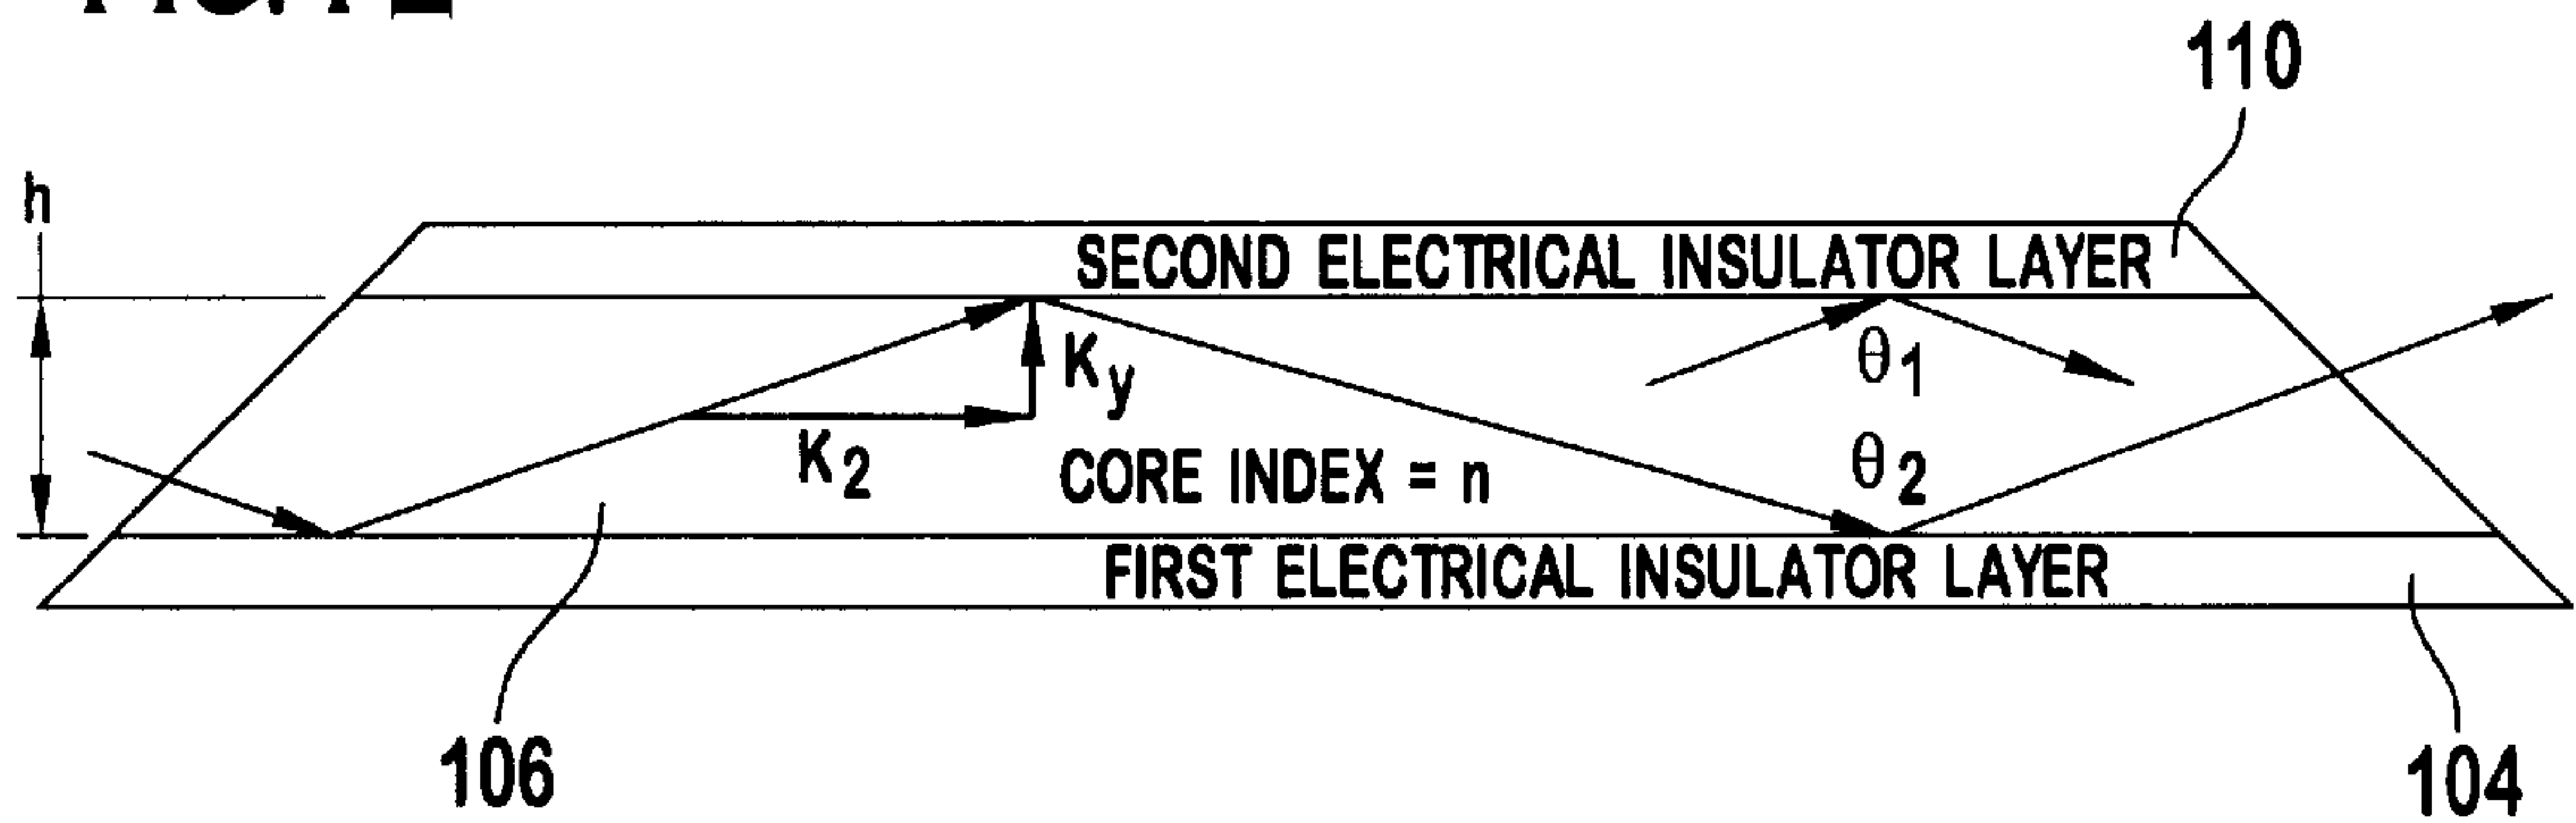 110
h
SECOND ELECTRICAL INSULATOR LAYER
Ky
θ1
K2
θ2
CORE INDEX = n
FIRST ELECTRICAL INSULATOR LAYER
106
104